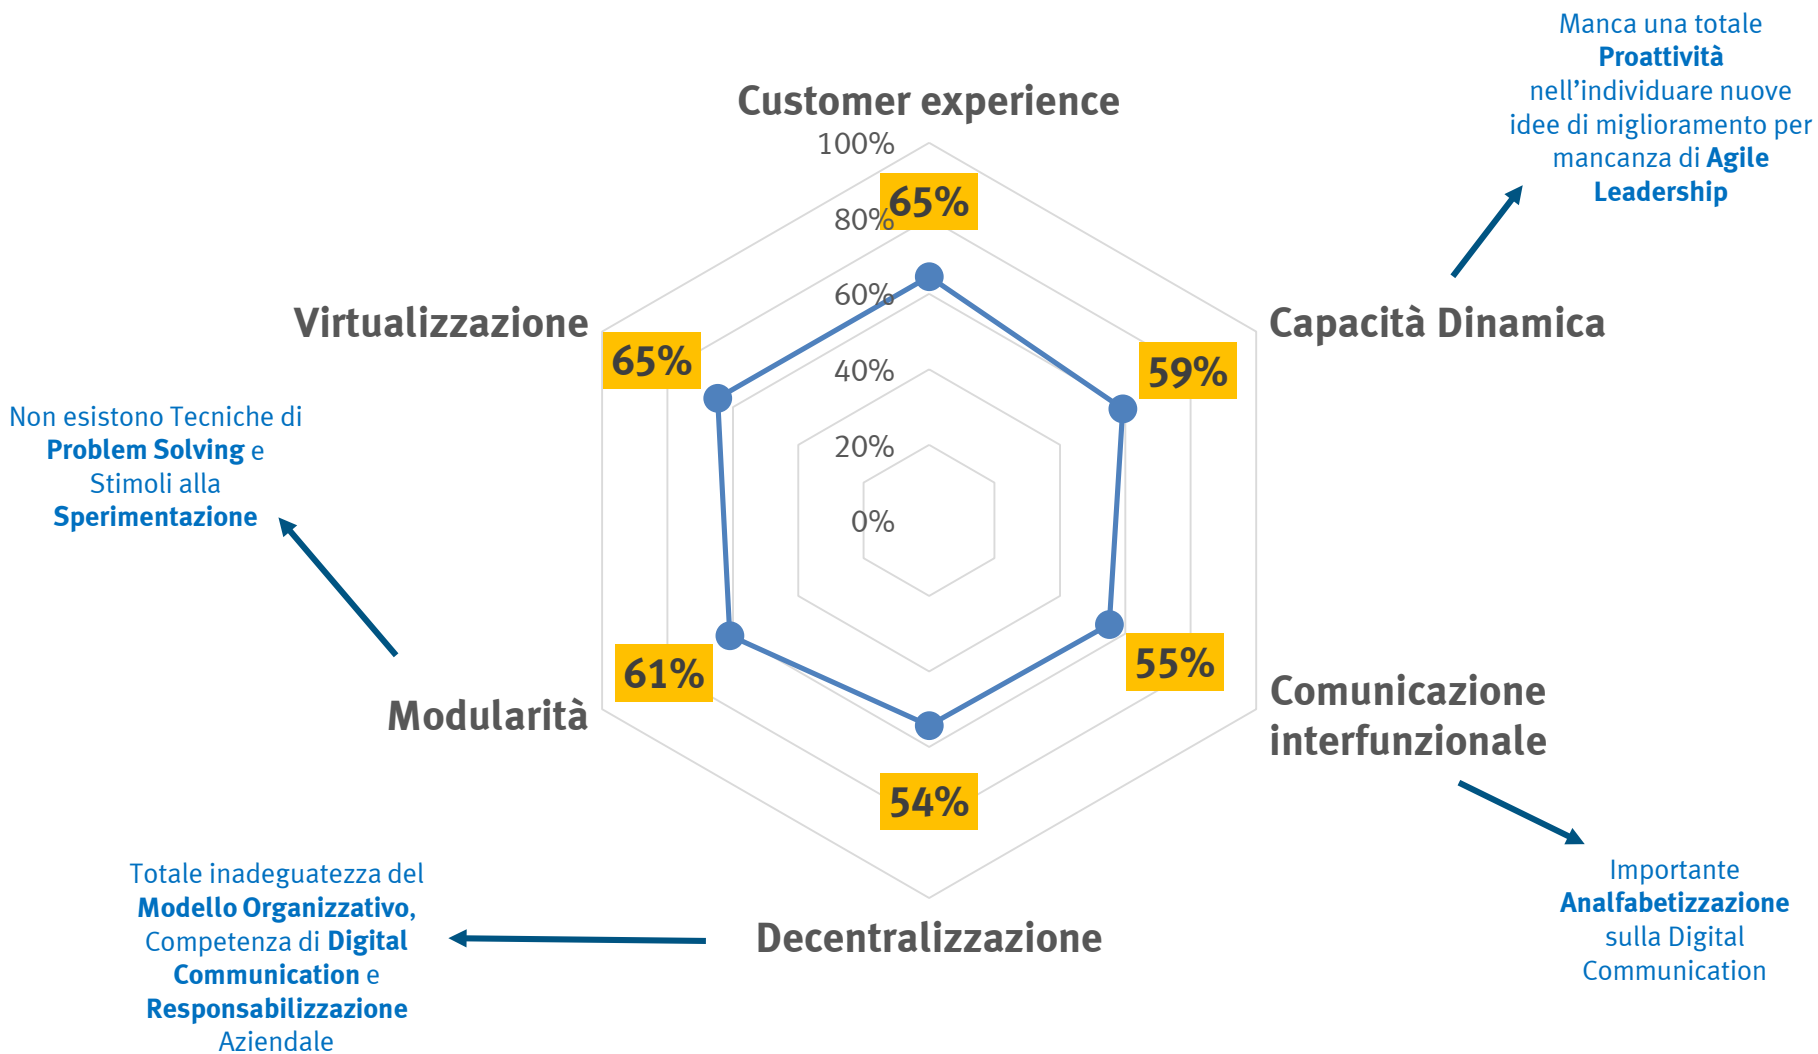 Manca una totale
Proattività
nell'individuare nuove
idee di miglioramento per
mancanza di Agile
Leadership
Customer experience
100%
65%
80%
60%
40%
20%
0%
Virtualizzazione
65%
Capacità Dinamica
59%
Non esistono Tecniche di
Problem Solving e
Stimoli alla
Sperimentazione
61%
Modularità
55%
Comunicazione
interfunzionale
54%
Decentralizzazione
Totale inadeguatezza del
Modello Organizzativo,
Competenza di Digital
Communication e
Responsabilizzazione
Aziendale
Importante
Analfabetizzazione
sulla Digital
Communication